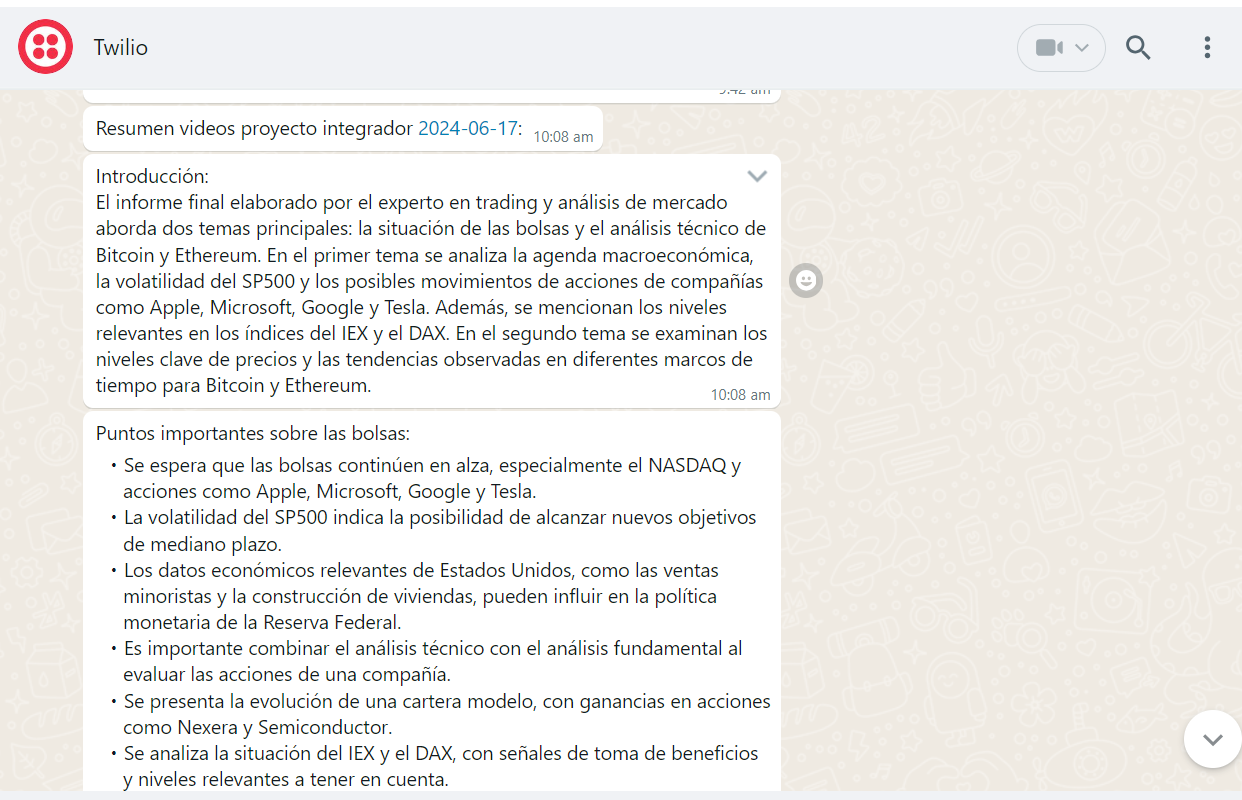 Twilio
9:42 am
Resumen videos proyecto integrador 2024-06-17:
10:08 am
Introducción:
El informe final elaborado por el experto en trading y análisis de mercado
aborda dos temas principales: la situación de las bolsas y el análisis técnico de
Bitcoin y Ethereum. En el primer tema se analiza la agenda macroeconómica,
la volatilidad del SP500 y los posibles movimientos de acciones de compañías
como Apple, Microsoft, Google y Tesla. Además, se mencionan los niveles
relevantes en los índices del IEX y el DAX. En el segundo tema se examinan los
niveles clave de precios y las tendencias observadas en diferentes marcos de
tiempo para Bitcoin y Ethereum.
10:08 am
Puntos importantes sobre las bolsas:
• Se espera que las bolsas continúen en alza, especialmente el NASDAQ y
acciones como Apple, Microsoft, Google y Tesla.
• La volatilidad del SP500 indica la posibilidad de alcanzar nuevos objetivos
de mediano plazo.
• Los datos económicos relevantes de Estados Unidos, como las ventas
minoristas y la construcción de viviendas, pueden influir en la política
monetaria de la Reserva Federal.
• Es importante combinar el análisis técnico con el análisis fundamental al
evaluar las acciones de una compañía.
• Se presenta la evolución de una cartera modelo, con ganancias en acciones
como Nexera y Semiconductor.
• Se analiza la situación del IEX y el DAX, con señales de toma de beneficios
y niveles relevantes a tener en cuenta.